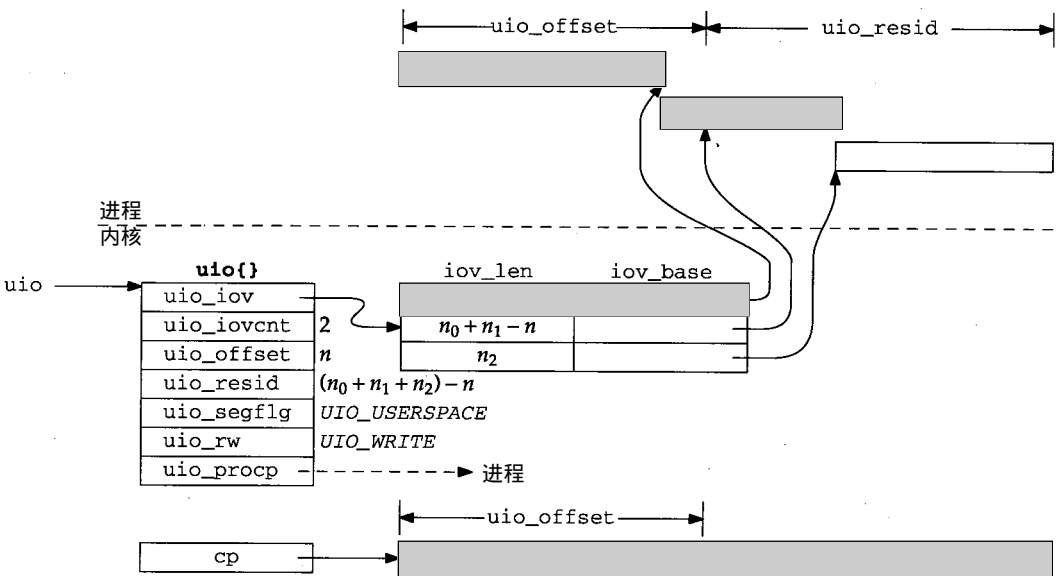 uio_offset uio_resid
进程
内核
uio{} iov_len iov_base
uio
uio_iov
uio_iovcnt 2 n₀+n₁−n
uio_offset n n₂
uio_resid (n₀+n₁+n₂)−n
uio_segflg UIO_USERSPACE
uio_rw UIO_WRITE
uio_procp 进程
uio_offset
cp